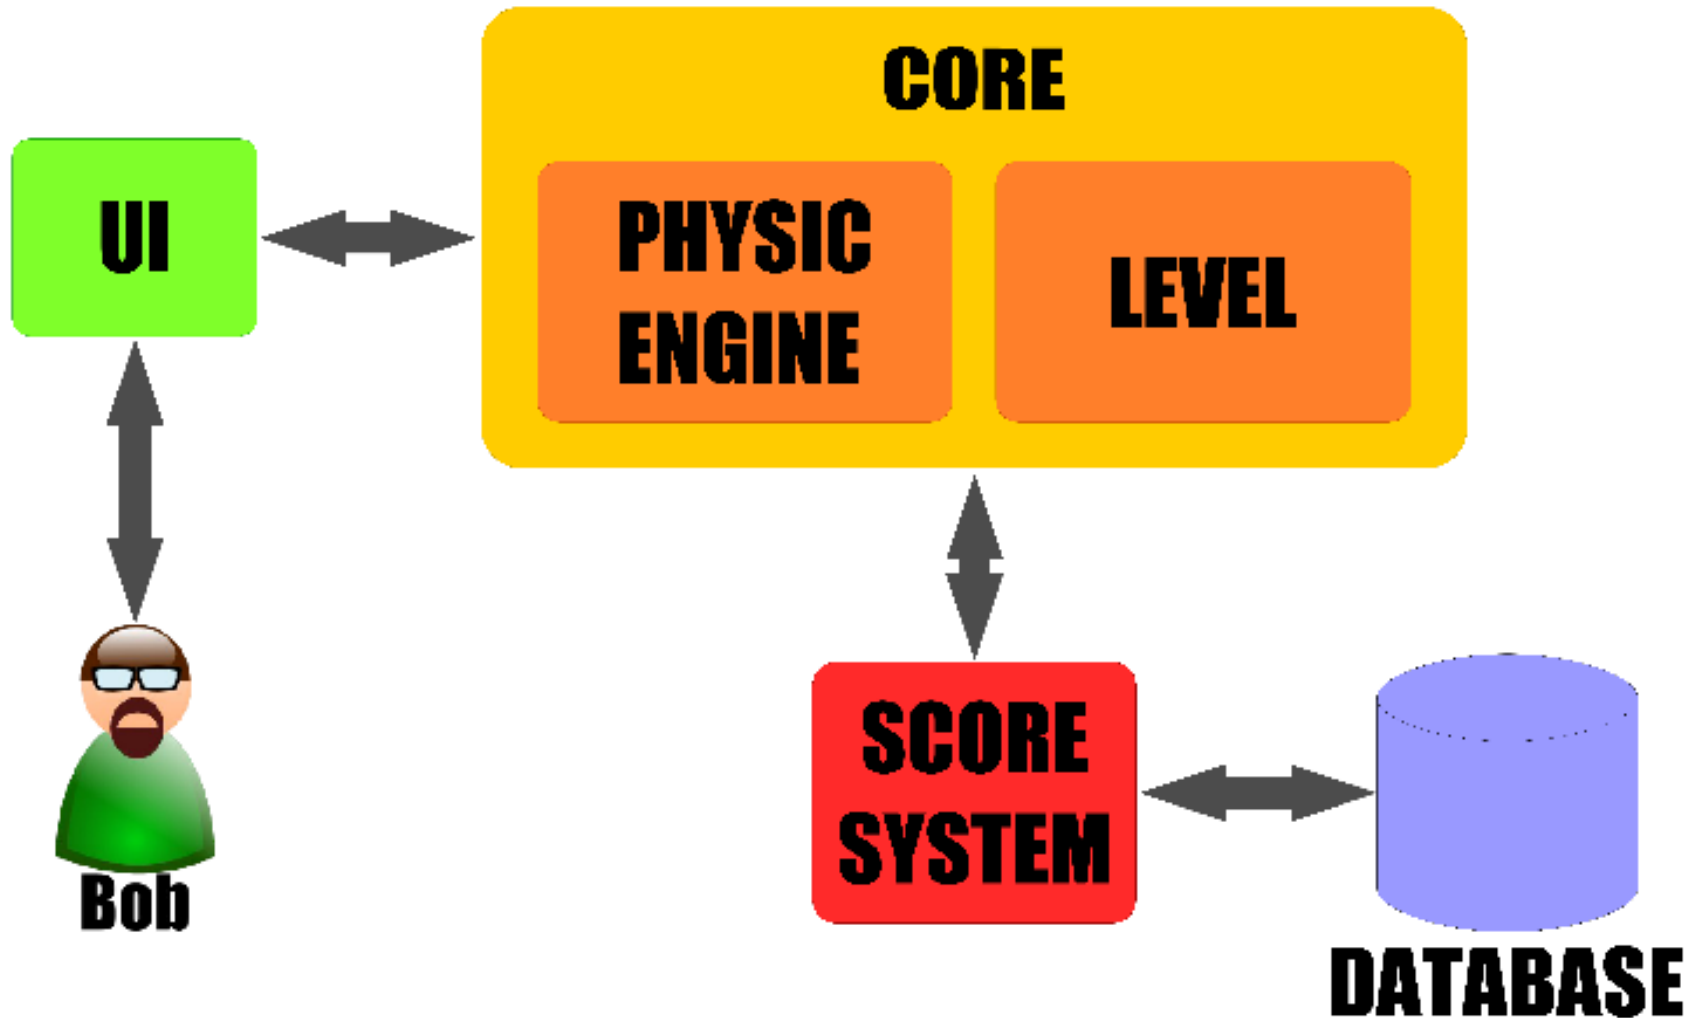 CORE
UI
PHYSIC
ENGINE
LEVEL
SCORE
SYSTEM
Bob
DATABASE